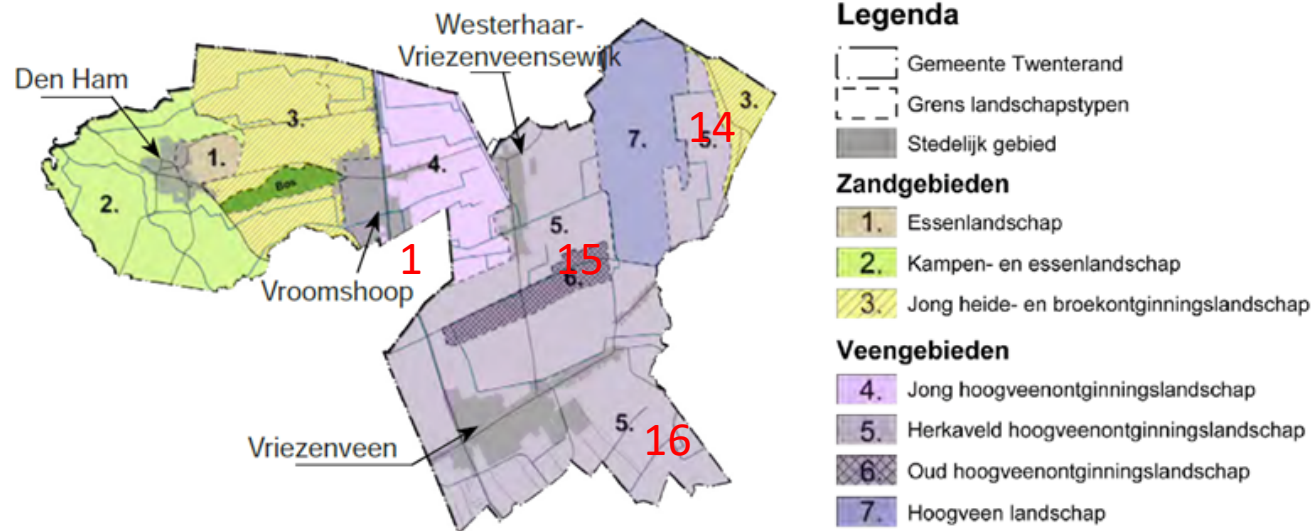 Westerhaar-
Vriezenveensewijk
Den Ham
3.
1.
Bos
2.
4.
7.
14
5.
3.
5.
15
6.
1
Vroomshoop
Vriezenveen
5.
16
Legenda
Gemeente Twenterand
Grens landschapstypen
Stedelijk gebied
Zandgebieden
1. Essenlandschap
2. Kampen- en essenlandschap
3. Jong heide- en broekontginningslandschap
Veengebieden
4. Jong hoogveenontginningslandschap
5. Herkaveld hoogveenontginningslandschap
6. Oud hoogveenontginningslandschap
7. Hoogveen landschap